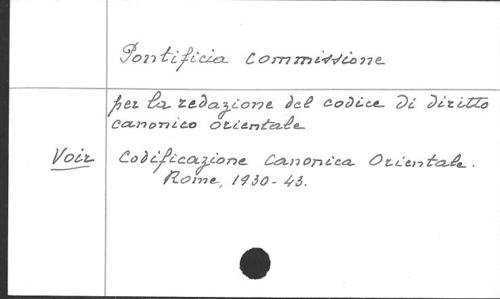 Pontificia Commissione
per la redazione del codice di diritto
canonico orientale
Voir Codificazione Canonica Orientale.
Rome, 1930-43.